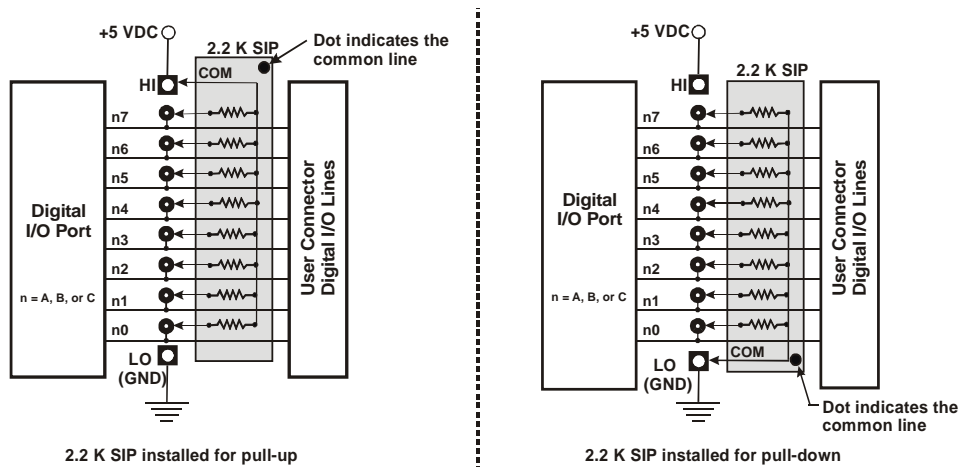 +5 VDC
2.2 K SIP
Dot indicates the
common line
HI
COM
n7
n6
n5
n4
n3
n2
n1
n0
Digital
I/O Port
n = A, B, or C
User Connector
Digital I/O Lines
LO
(GND)
2.2 K SIP installed for pull-up
+5 VDC
2.2 K SIP
HI
n7
n6
n5
n4
n3
n2
n1
n0
Digital
I/O Port
n = A, B, or C
User Connector
Digital I/O Lines
COM
LO
(GND)
Dot indicates the
common line
2.2 K SIP installed for pull-down